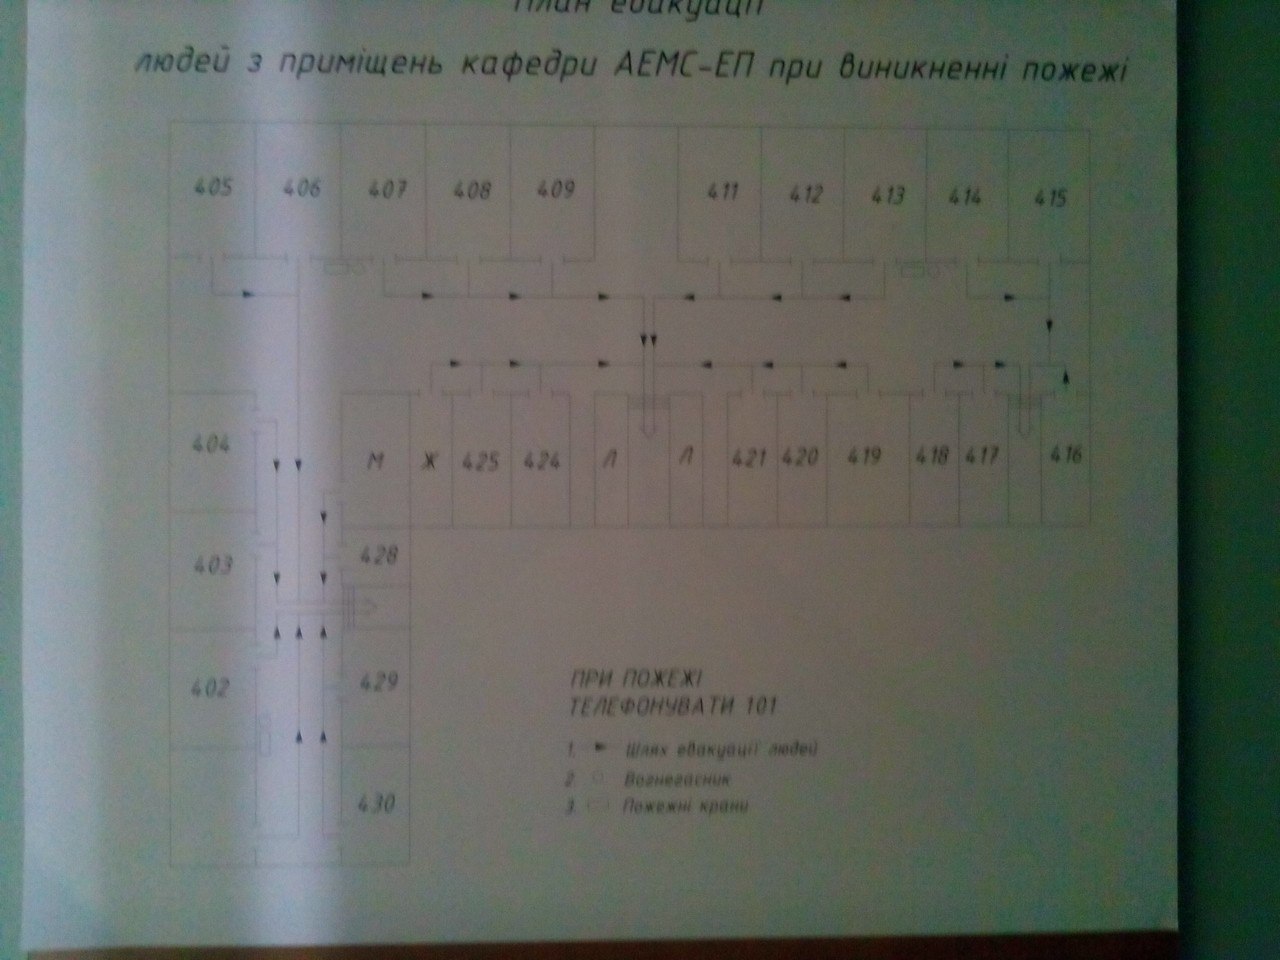 План евакуації
людей з приміщень кафедри АЕМС-ЕП при виникненні пожежі
405 406 407 408 409 411 412 413 414 415
404 М Ж 425 424 Л Л 421 420 419 418 417 416
403 428
402 429
430
ПРИ ПОЖЕЖІ
ТЕЛЕФОНУВАТИ 101
1. Шлях евакуації людей
2. Вогнегасник
3. Пожежні крани